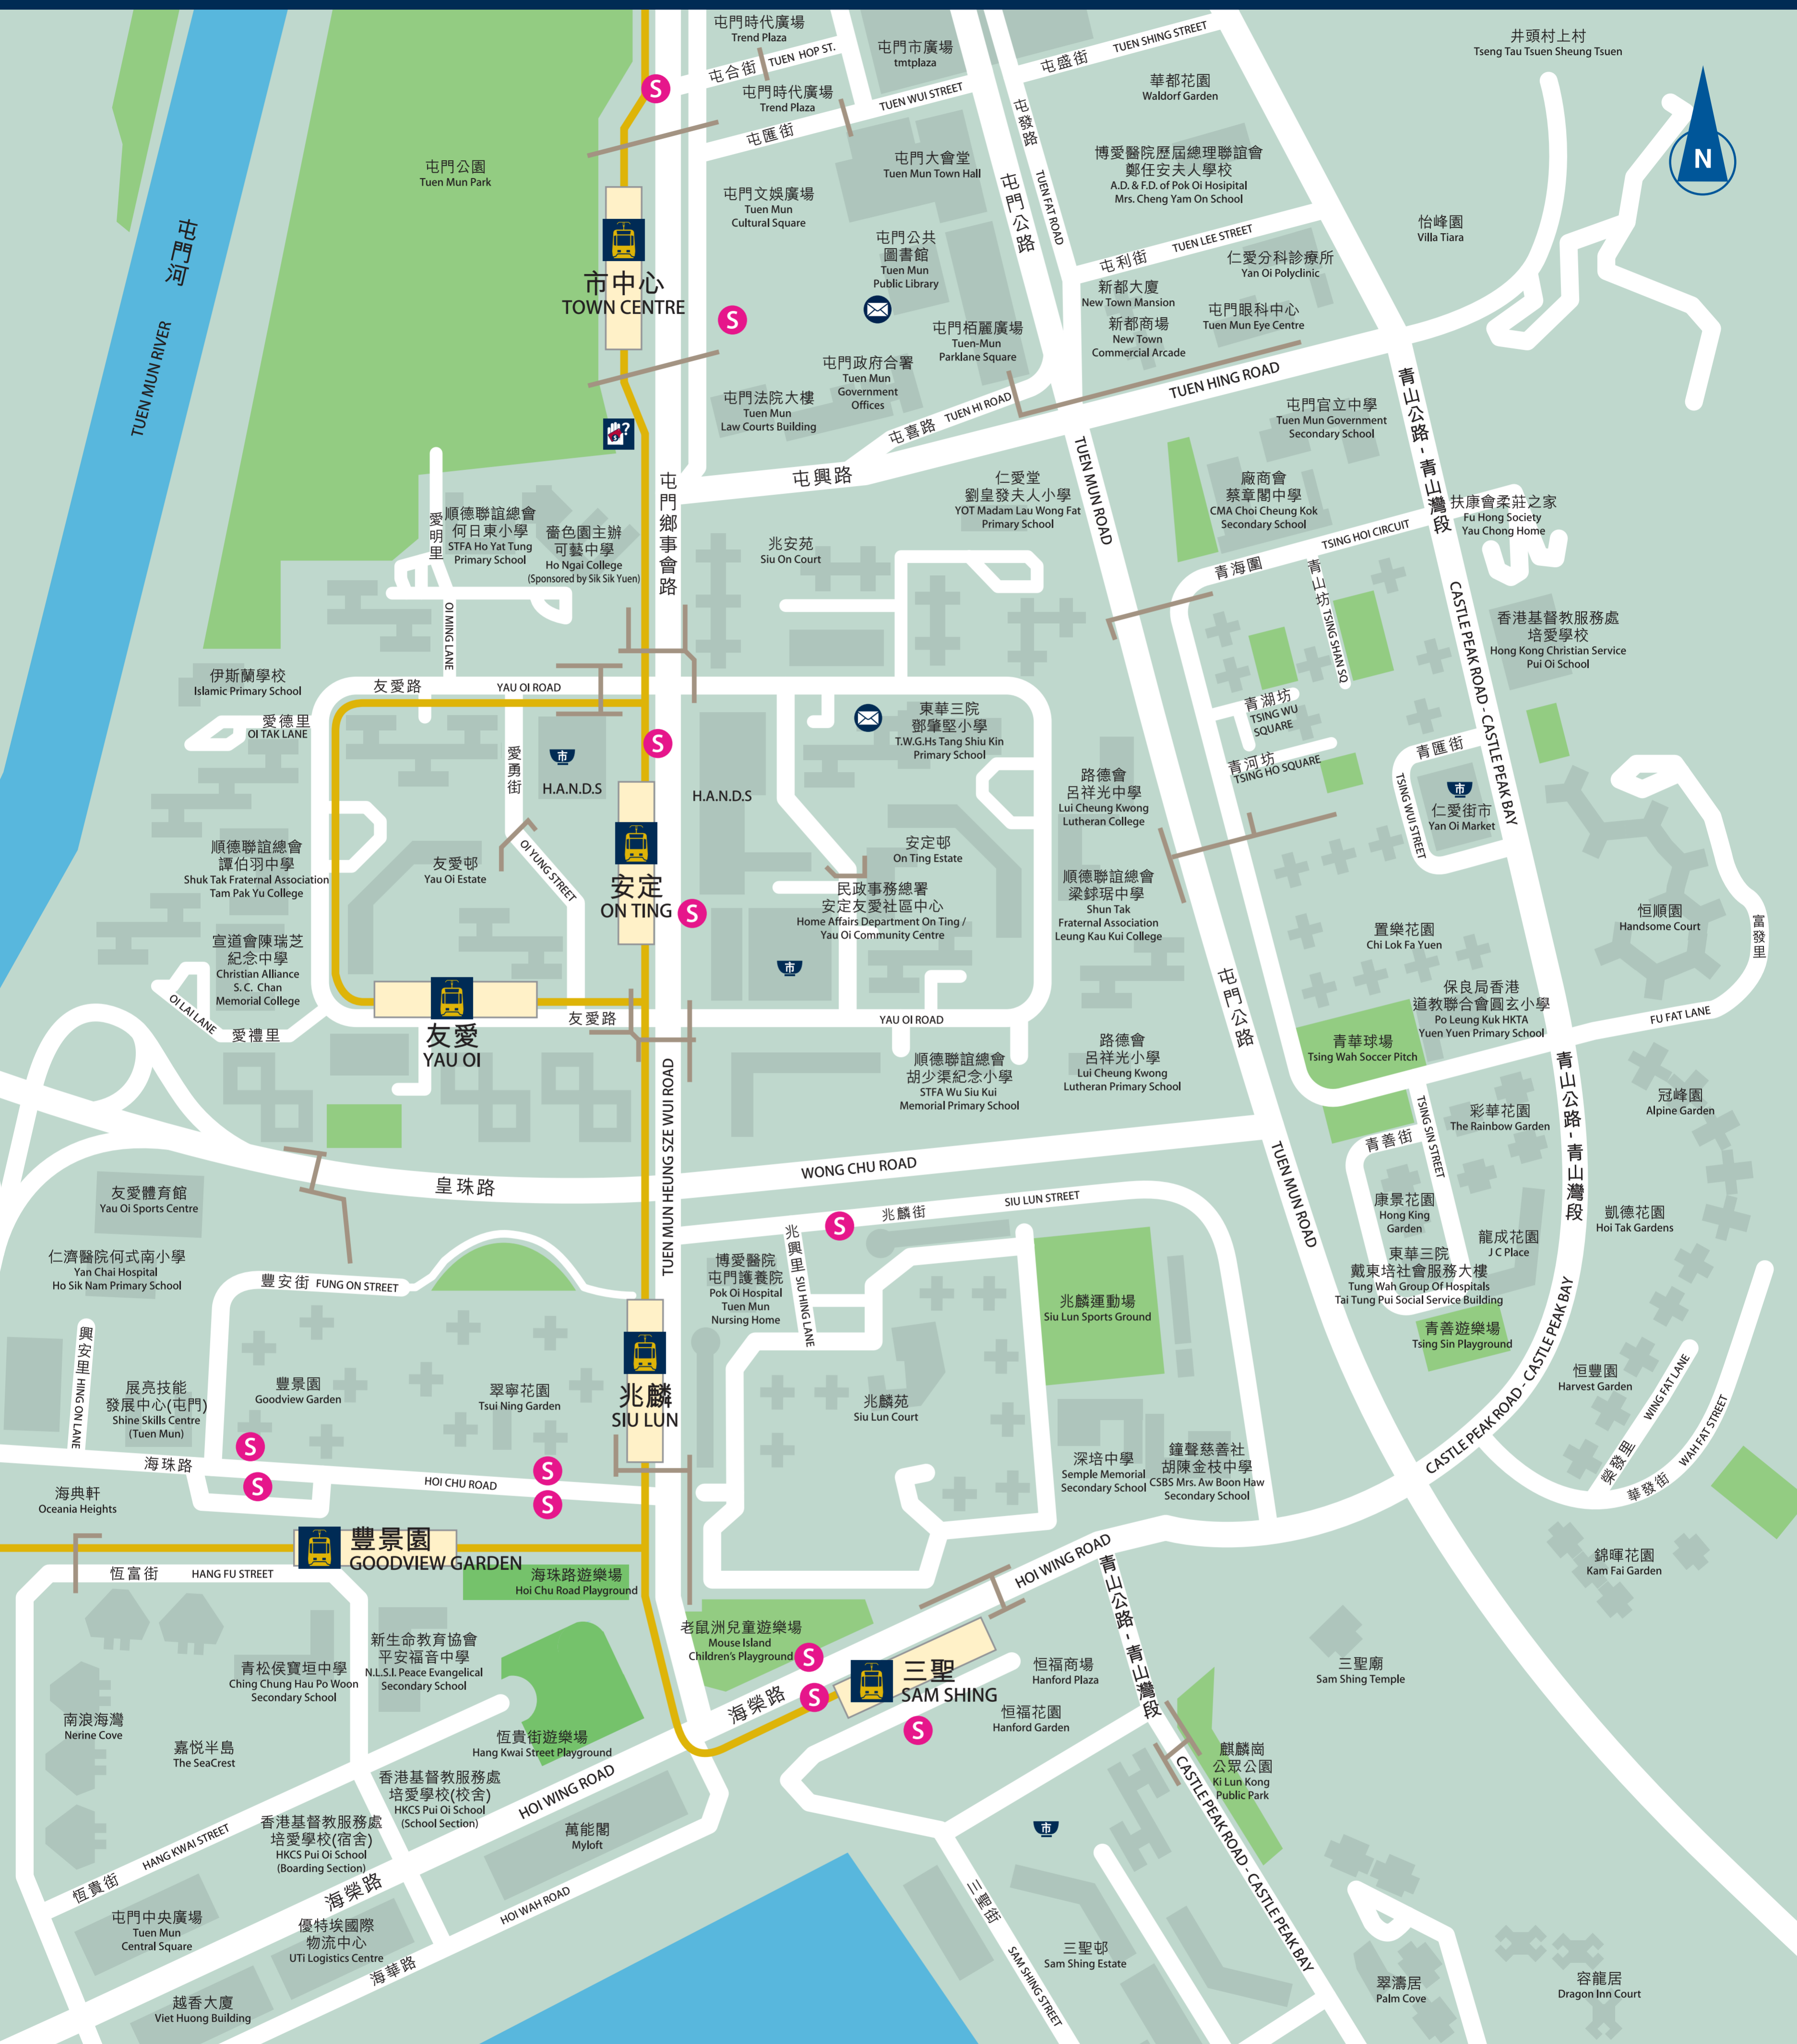 屯門時代廣場
Trend Plaza
屯合街
TUEN HOP ST.
屯門市廣場
tmtplaza
屯盛街
TUEN SHING STREET
井頭村上村
Tseng Tau Tsuen Sheung Tsuen
屯門時代廣場
Trend Plaza
TUEN WUI STREET
屯匯街
華都花園
Waldorf Garden
S
N
屯發路
TUEN FAT ROAD
屯門公園
Tuen Mun Park
屯門大會堂
Tuen Mun Town Hall
博愛醫院歷屆總理聯誼會
鄭任安夫人學校
A.D. & F.D. of Pok Oi Hosipital
Mrs. Cheng Yam On School
屯門文娛廣場
Tuen Mun
Cultural Square
屯門公路
屯門河
TUEN MUN RIVER
屯門公共
圖書館
Tuen Mun
Public Library
屯利街
TUEN LEE STREET
怡峰園
Villa Tiara
仁愛分科診療所
Yan Oi Polyclinic
市中心
TOWN CENTRE
S
新都大廈
New Town Mansion
新都商場
New Town
Commercial Arcade
屯門眼科中心
Tuen Mun Eye Centre
屯門栢麗廣場
Tuen-Mun
Parklane Square
屯門政府合署
Tuen Mun
Government
Offices
屯門法院大樓
Tuen Mun
Law Courts Building
屯喜路
TUEN HI ROAD
TUEN HING ROAD
屯興路
青山公路 - 青山灣段
屯門官立中學
Tuen Mun Government
Secondary School
?
屯門鄉事會路
TUEN MUN ROAD
仁愛堂
劉皇發夫人小學
YOT Madam Lau Wong Fat
Primary School
廠商會
蔡章閣中學
CMA Choi Cheung Kok
Secondary School
扶康會柔莊之家
Fu Hong Society
Yau Chong Home
愛明里
OI MING LANE
順德聯誼總會
何日東小學
STFA Ho Yat Tung
Primary School
嗇色園主辦
可藝中學
Ho Ngai College
(Sponsored by Sik Sik Yuen)
兆安苑
Siu On Court
青海圍
TSING HOI CIRCUIT
青山坊
TSING SHAN SQ
CASTLE PEAK ROAD - CASTLE PEAK BAY
香港基督教服務處
培愛學校
Hong Kong Christian Service
Pui Oi School
伊斯蘭學校
Islamic Primary School
友愛路
YAU OI ROAD
愛德里
OI TAK LANE
愛勇街
市
H.A.N.D.S
S
H.A.N.D.S
東華三院
鄧肇堅小學
T.W.G.Hs Tang Shiu Kin
Primary School
青湖坊
TSING WU
SQUARE
青河坊
TSING HO SQUARE
青匯街
TSING WUI STREET
市
仁愛街市
Yan Oi Market
路德會
呂祥光中學
Lui Cheung Kwong
Lutheran College
順德聯誼總會
譚伯羽中學
Shuk Tak Fraternal Association
Tam Pak Yu College
友愛邨
Yau Oi Estate
OI YUNG STREET
安定
ON TING
S
安定邨
On Ting Estate
民政事務總署
安定友愛社區中心
Home Affairs Department On Ting /
Yau Oi Community Centre
市
順德聯誼總會
梁銶琚中學
Shun Tak
Fraternal Association
Leung Kau Kui College
置樂花園
Chi Lok Fa Yuen
恒順園
Handsome Court
富發里
FU FAT LANE
宣道會陳瑞芝
紀念中學
Christian Alliance
S. C. Chan
Memorial College
OI LAI LANE
愛禮里
友愛
YAU OI
友愛路
YAU OI ROAD
屯門公路
保良局香港
道教聯合會圓玄小學
Po Leung Kuk HKTA
Yuen Yuen Primary School
青華球場
Tsing Wah Soccer Pitch
順德聯誼總會
胡少渠紀念小學
STFA Wu Siu Kui
Memorial Primary School
路德會
呂祥光小學
Lui Cheung Kwong
Lutheran Primary School
青山公路 - 青山灣段
冠峰園
Alpine Garden
彩華花園
The Rainbow Garden
青善街
TSING SIN STREET
TUEN MUN HEUNG SZE WUI ROAD
WONG CHU ROAD
皇珠路
TUEN MUN ROAD
友愛體育館
Yau Oi Sports Centre
仁濟醫院何式南小學
Yan Chai Hospital
Ho Sik Nam Primary School
兆麟街
SIU LUN STREET
S
兆興里
SIU HING LANE
康景花園
Hong King
Garden
凱德花園
Hoi Tak Gardens
龍成花園
J C Place
東華三院
戴東培社會服務大樓
Tung Wah Group Of Hospitals
Tai Tung Pui Social Service Building
豐安街 FUNG ON STREET
博愛醫院
屯門護養院
Pok Oi Hospital
Tuen Mun
Nursing Home
兆麟運動場
Siu Lun Sports Ground
青善遊樂場
Tsing Sin Playground
興安里
HING ON LANE
展亮技能
發展中心(屯門)
Shine Skills Centre
(Tuen Mun)
豐景園
Goodview Garden
翠寧花園
Tsui Ning Garden
兆麟
SIU LUN
兆麟苑
Siu Lun Court
恒豐園
Harvest Garden
WING FAT LANE
榮發里
WAH FAT STREET
華發街
CASTLE PEAK ROAD - CASTLE PEAK BAY
深培中學
Semple Memorial
Secondary School
鐘聲慈善社
胡陳金枝中學
CSBS Mrs. Aw Boon Haw
Secondary School
海珠路
HOI CHU ROAD
S
S
S
S
海典軒
Oceania Heights
豐景園
GOODVIEW GARDEN
恆富街
HANG FU STREET
海珠路遊樂場
Hoi Chu Road Playground
HOI WING ROAD
青山公路 - 青山灣段
錦暉花園
Kam Fai Garden
老鼠洲兒童遊樂場
Mouse Island
Children's Playground
S
S
三聖
SAM SHING
S
海榮路
恒福商場
Hanford Plaza
恒福花園
Hanford Garden
三聖廟
Sam Shing Temple
新生命教育協會
平安福音中學
N.L.S.I. Peace Evangelical
Secondary School
青松侯寶垣中學
Ching Chung Hau Po Woon
Secondary School
南浪海灣
Nerine Cove
嘉悦半島
The SeaCrest
恆貴街遊樂場
Hang Kwai Street Playground
麒麟崗
公眾公園
Ki Lun Kong
Public Park
香港基督教服務處
培愛學校(校舍)
HKCS Pui Oi School
(School Section)
HOI WING ROAD
香港基督教服務處
培愛學校(宿舍)
HKCS Pui Oi School
(Boarding Section)
HANG KWAI STREET
恆貴街
萬能閣
Myloft
市
CASTLE PEAK ROAD - CASTLE PEAK BAY
海榮路
HOI WAH ROAD
海華路
屯門中央廣場
Tuen Mun
Central Square
優特埃國際
物流中心
UTi Logistics Centre
越香大廈
Viet Huong Building
三聖街
SAM SHING STREET
三聖邨
Sam Shing Estate
翠濤居
Palm Cove
容龍居
Dragon Inn Court